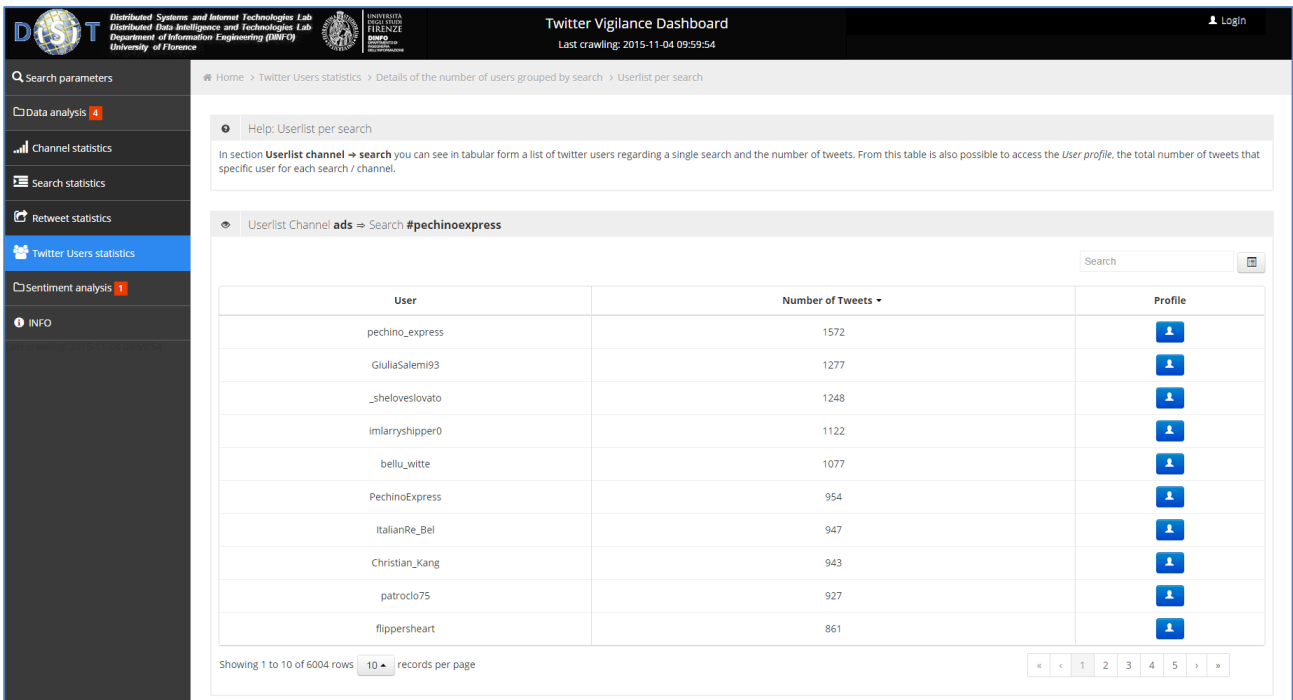 DISIT
Distributed Systems and Internet Technologies Lab
Distributed Data Intelligence and Technologies Lab
Department of Information Engineering (DINFO)
University of Florence
UNIVERSITÀ
DEGLI STUDI
FIRENZE
DINFO
DIPARTIMENTO DI
INGEGNERIA
DELL'INFORMAZIONE
Twitter Vigilance Dashboard
Last crawling: 2015-11-04 09:59:54
Login
Search parameters
Data analysis 4
Channel statistics
Search statistics
Retweet statistics
Twitter Users statistics
Sentiment analysis 1
INFO
Home > Twitter Users statistics > Details of the number of users grouped by search > Userlist per search
Help: Userlist per search
In section Userlist channel ⇒ search you can see in tabular form a list of twitter users regarding a single search and the number of tweets. From this table is also possible to access the User profile, the total number of tweets that
specific user for each search / channel.
Userlist Channel ads ⇒ Search #pechinoexpress
Search
User Number of Tweets Profile
pechino_express 1572
GiuliaSalemi93 1277
_sheloveslovato 1248
imlarryshipper0 1122
bellu_witte 1077
PechinoExpress 954
ItalianRe_Bel 947
Christian_Kang 943
patroclo75 927
flippersheart 861
Showing 1 to 10 of 6004 rows 10 records per page
« ‹ 1 2 3 4 5 › »